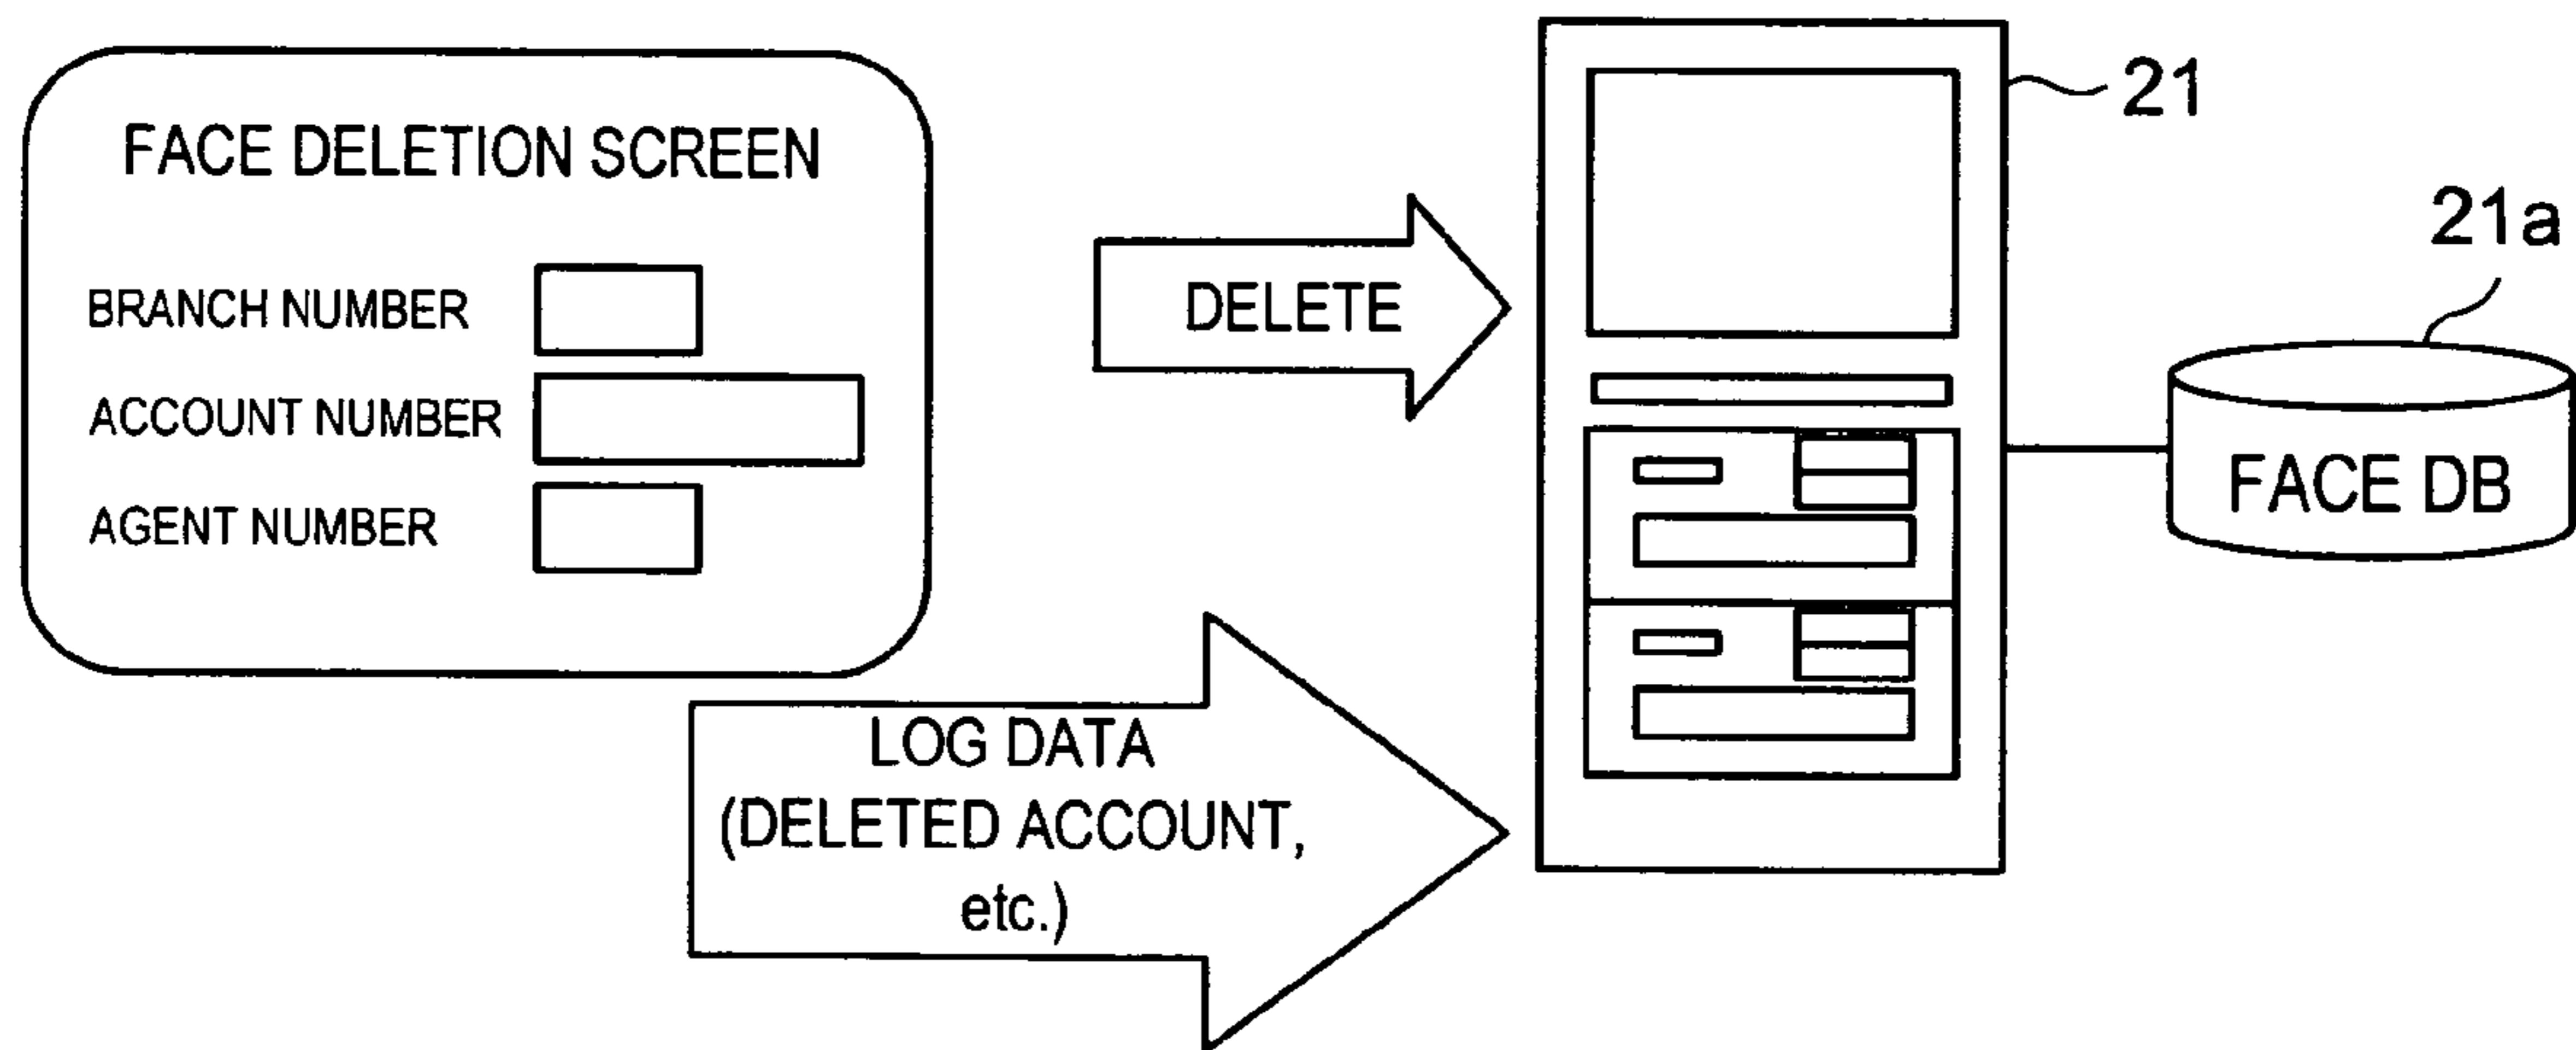 FACE DELETION SCREEN
BRANCH NUMBER
ACCOUNT NUMBER
AGENT NUMBER
DELETE
LOG DATA
(DELETED ACCOUNT,
etc.)
21
21a
FACE DB